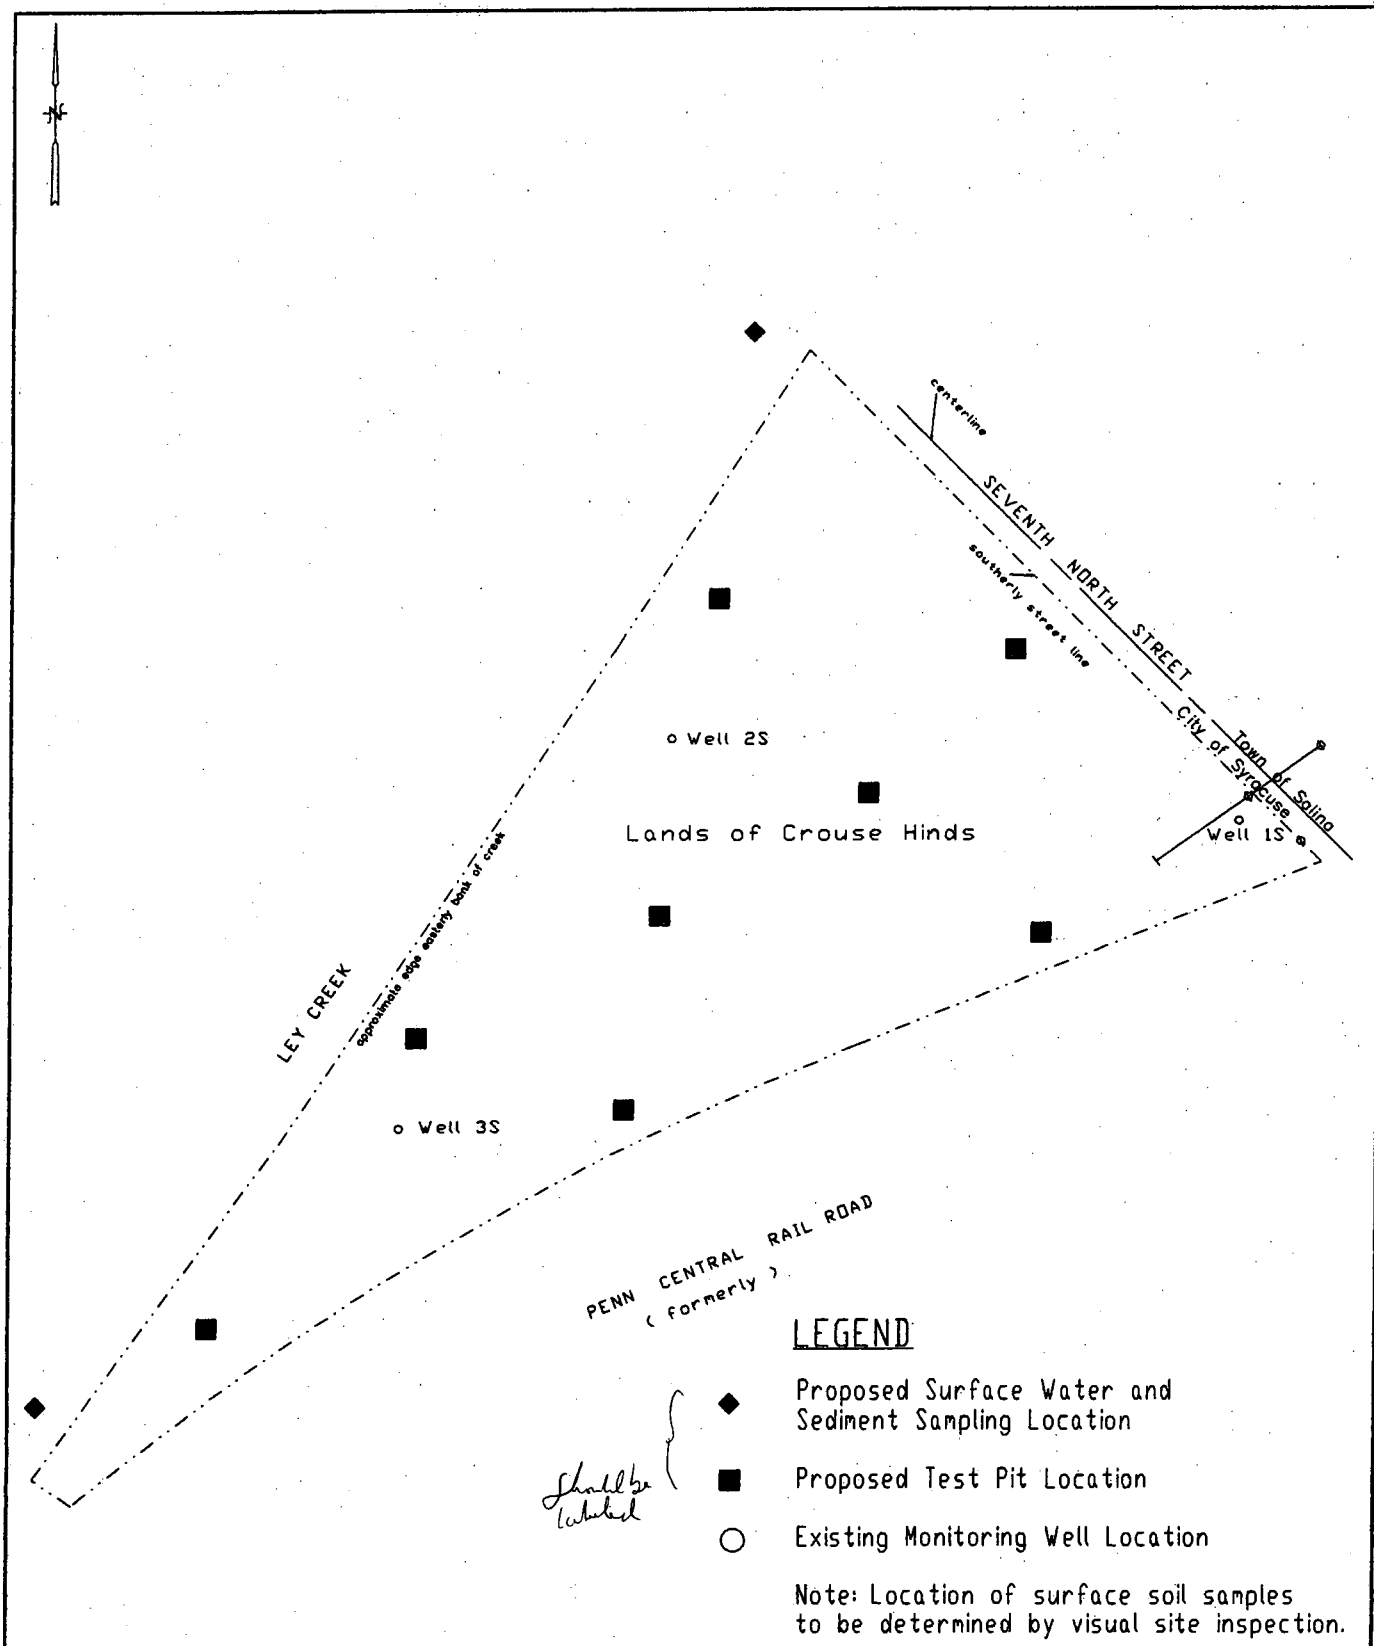 N
centerline
SEVENTH NORTH STREET
southerly street line
City of Syracuse
Town of Salina
Well 2S
Well 1S
Lands of Crouse Hinds
approximate edge easterly bank of creek
LEY CREEK
Well 3S
PENN CENTRAL RAIL ROAD
( formerly )
LEGEND
Proposed Surface Water and
Sediment Sampling Location
Should be
labeled
Proposed Test Pit Location
Existing Monitoring Well Location
Note: Location of surface soil samples
to be determined by visual site inspection.